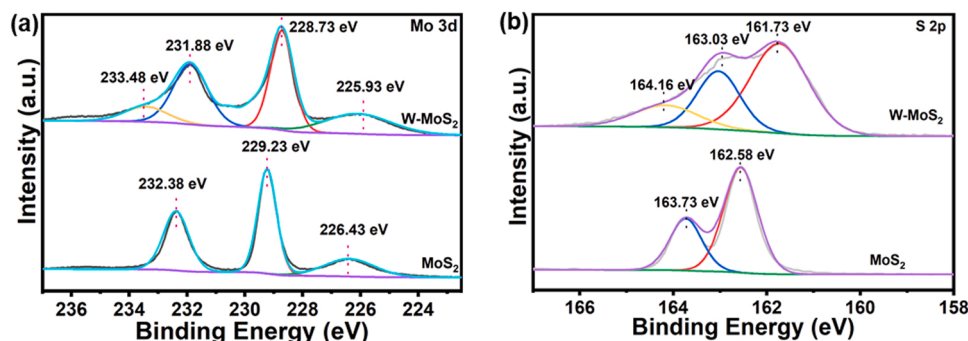 (a)
Mo 3d
228.73 eV
231.88 eV
233.48 eV
225.93 eV
W-MoS₂
229.23 eV
232.38 eV
226.43 eV
MoS₂
Intensity (a.u.)
236 234 232 230 228 226 224
Binding Energy (eV)
(b)
S 2p
161.73 eV
163.03 eV
164.16 eV
W-MoS₂
162.58 eV
163.73 eV
MoS₂
Intensity (a.u.)
166 164 162 160 158
Binding Energy (eV)